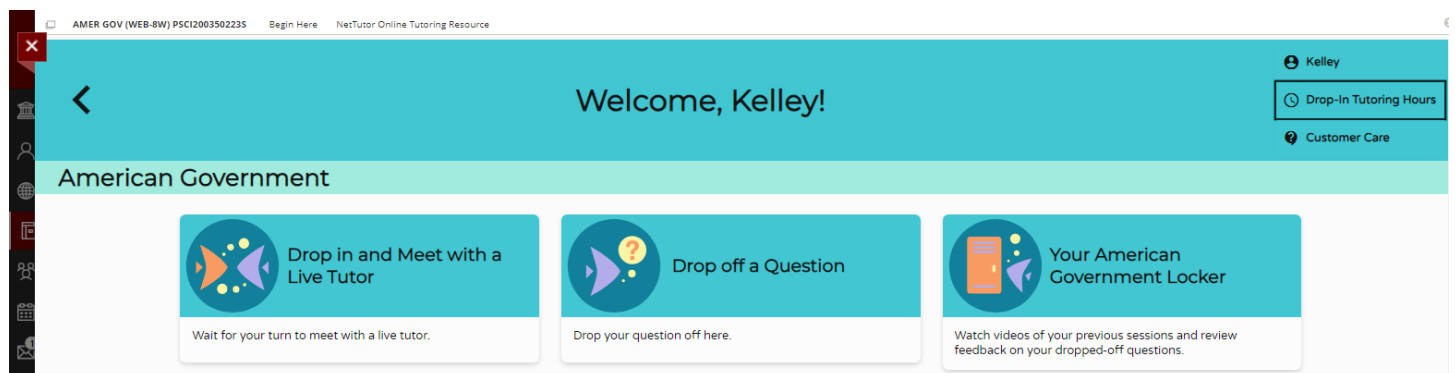 AMER GOV (WEB-8W) PSCI200350223S Begin Here NetTutor Online Tutoring Resource
Kelley
Welcome, Kelley!
Drop-In Tutoring Hours
Customer Care
American Government
Drop in and Meet with a
Live Tutor
Wait for your turn to meet with a live tutor.
Drop off a Question
Drop your question off here.
Your American
Government Locker
Watch videos of your previous sessions and review
feedback on your dropped-off questions.
1